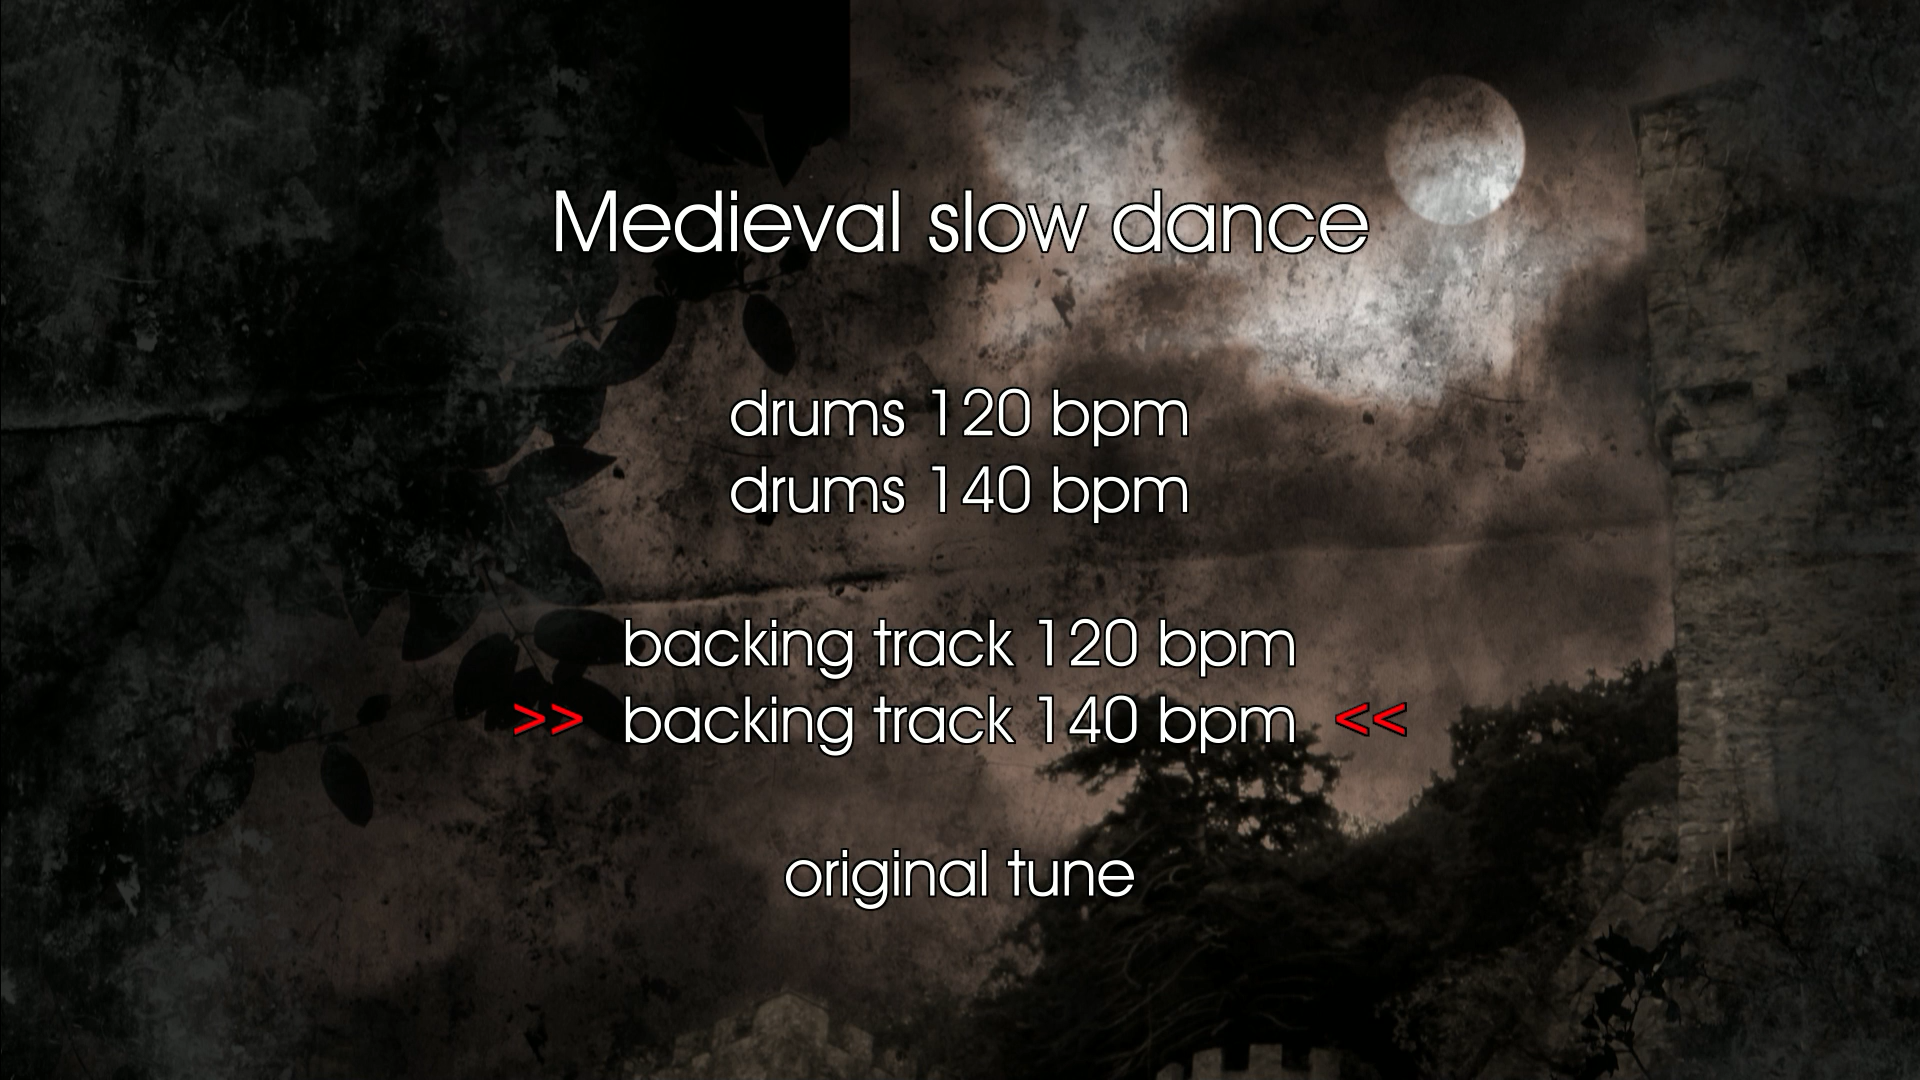 Medieval slow dance
drums 120 bpm
drums 140 bpm
backing track 120 bpm
>> backing track 140 bpm <<
original tune